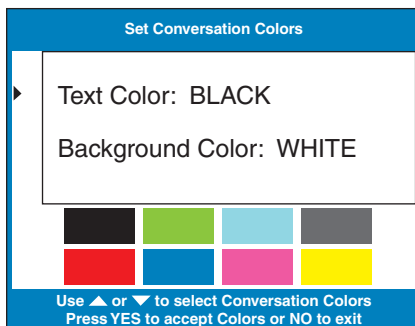 Set Conversation Colors
Text Color: BLACK
Background Color: WHITE
Use ▲ or ▼ to select Conversation Colors
Press YES to accept Colors or NO to exit